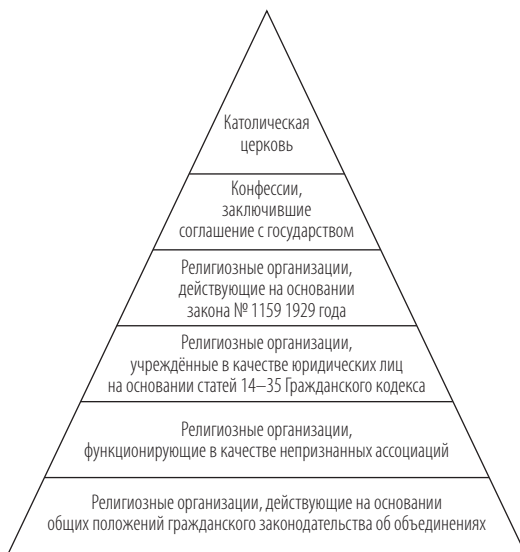 Католическая
церковь
Конфессии,
заключившие
соглашение с государством
Религиозные организации,
действующие на основании
закона № 1159 1929 года
Религиозные организации,
учреждённые в качестве юридических лиц
на основании статей 14–35 Гражданского кодекса
Религиозные организации,
функционирующие в качестве непризнанных ассоциаций
Религиозные организации, действующие на основании
общих положений гражданского законодательства об объединениях